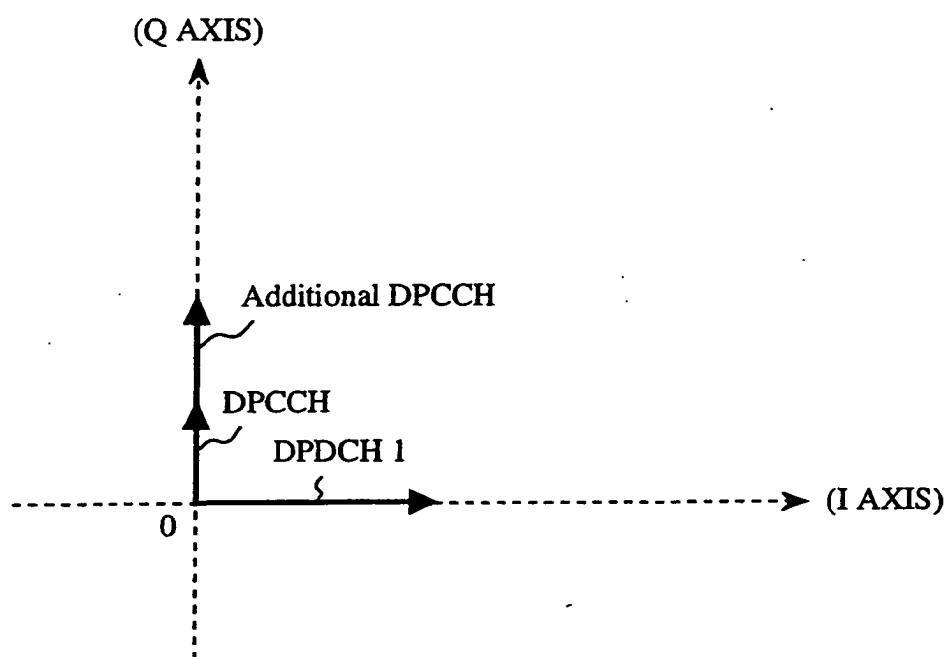 (Q AXIS)
Additional DPCCH
DPCCH
DPDCH 1
(I AXIS)
0